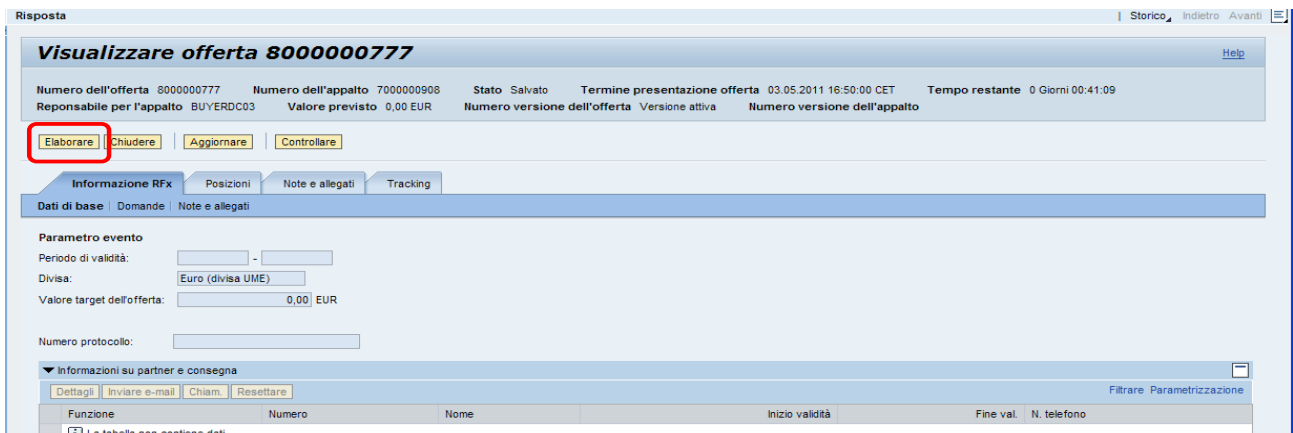 Risposta | Storico Indietro Avanti
Visualizzare offerta 8000000777 Help
Numero dell'offerta 8000000777 Numero dell'appalto 7000000908 Stato Salvato Termine presentazione offerta 03.05.2011 16:50:00 CET Tempo restante 0 Giorni 00:41:09
Reponsabile per l'appalto BUYERDC03 Valore previsto 0,00 EUR Numero versione dell'offerta Versione attiva Numero versione dell'appalto
Elaborare Chiudere Aggiornare Controllare
Informazione RFx Posizioni Note e allegati Tracking
Dati di base | Domande | Note e allegati
Parametro evento
Periodo di validità: -
Divisa: Euro (divisa UME)
Valore target dell'offerta: 0,00 EUR
Numero protocollo:
Informazioni su partner e consegna
Dettagli Inviare e-mail Chiam. Resettare Filtrare Parametrizzazione
Funzione Numero Nome Inizio validità Fine val. N. telefono
La tabella non contiene dati